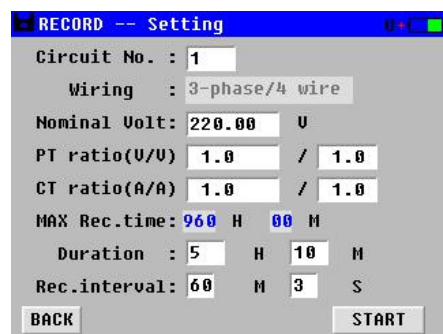 RECORD -- Setting
Circuit No. : 1
Wiring : 3-phase/4 wire
Nominal Volt: 220.00 V
PT ratio(V/V) 1.0 / 1.0
CT ratio(A/A) 1.0 / 1.0
MAX Rec.time: 960 H 00 M
Duration : 5 H 10 M
Rec.interval: 60 M 3 S
BACK START